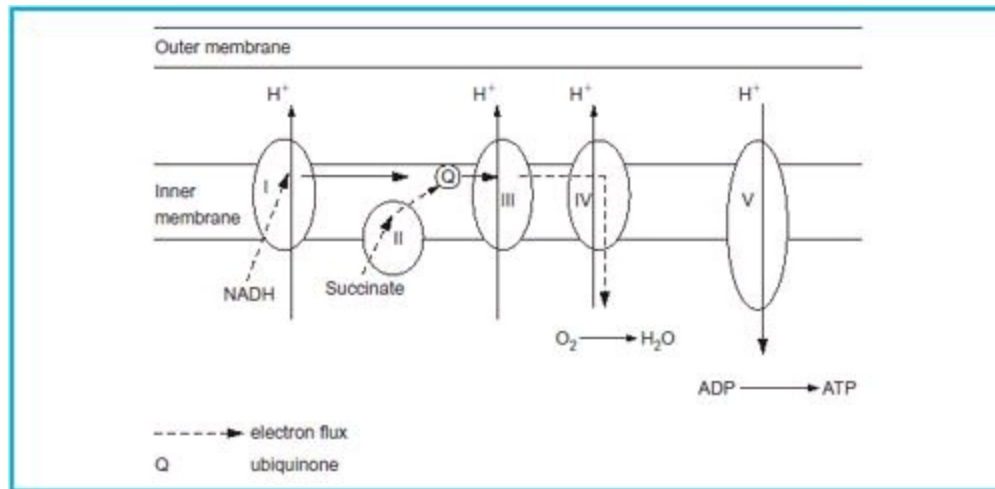 Outer membrane
H⁺ H⁺ H⁺ H⁺
Q
I III IV V
Inner
membrane
II
NADH
Succinate
O₂ H₂O
ADP ATP
electron flux
Q ubiquinone